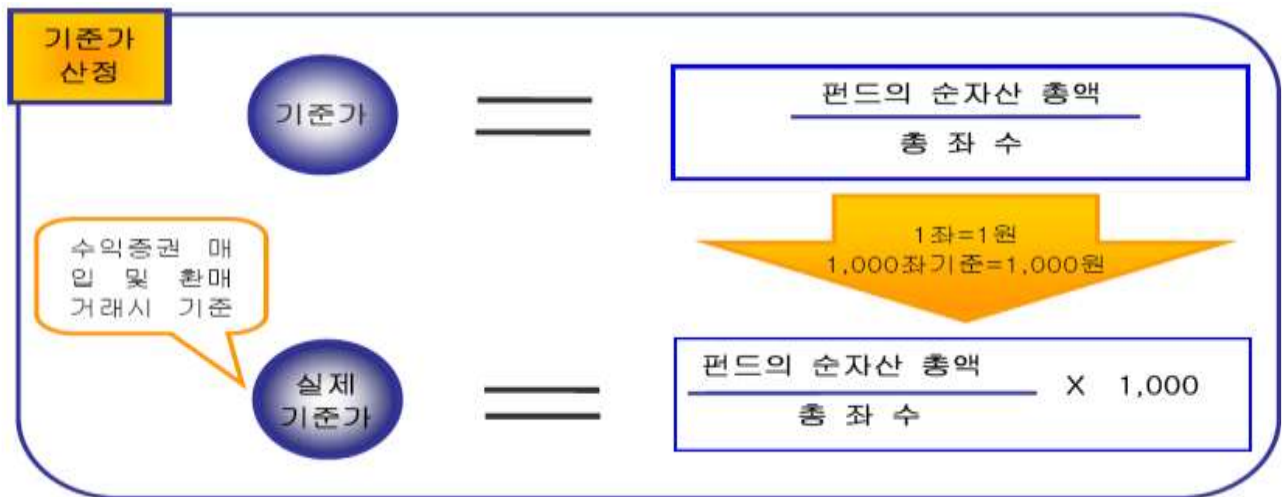 기준가
산정
기준가
펀드의 순자산 총액
총 좌 수
1좌=1원
1,000좌기준=1,000원
수익증권 매
입 및 환매
거래시 기준
실제
기준가
펀드의 순자산 총액
총 좌 수
X 1,000